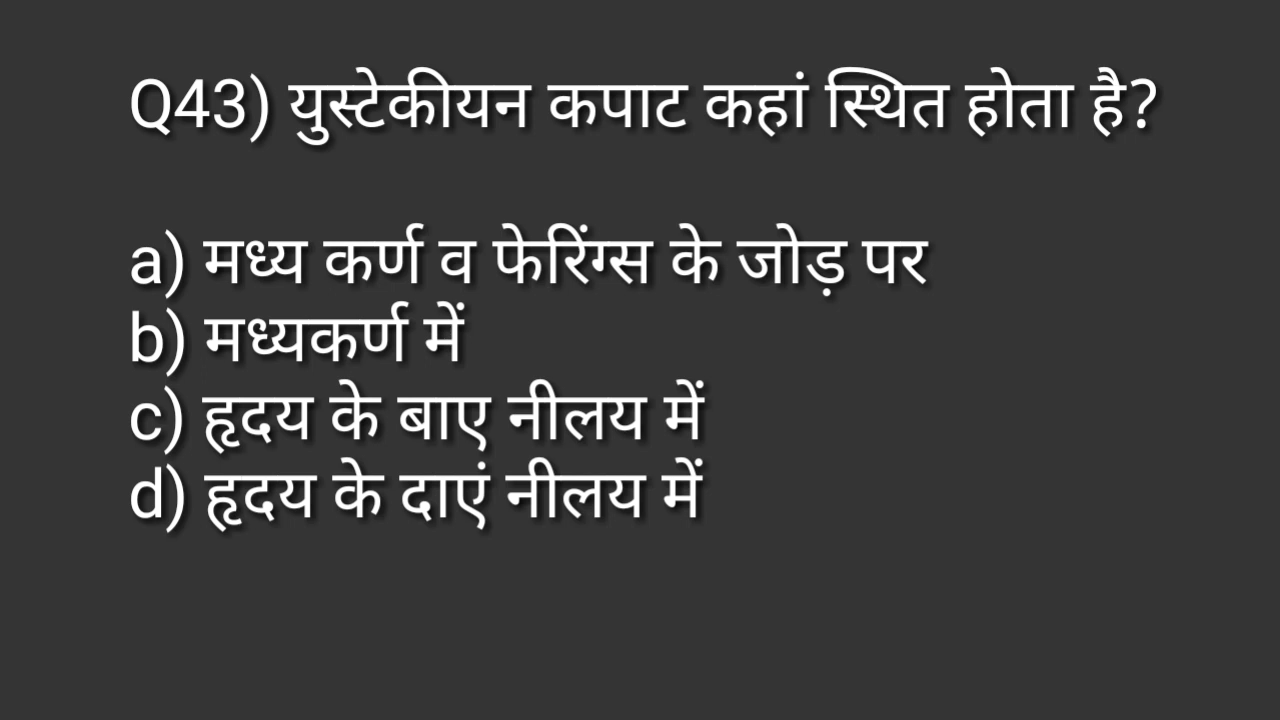 Q43) युस्टेकीयन कपाट कहां स्थित होता है?
a) मध्य कर्ण व फेरिंग्स के जोड़ पर
b) मध्यकर्ण में
c) हृदय के बाए नीलय में
d) हृदय के दाएं नीलय में